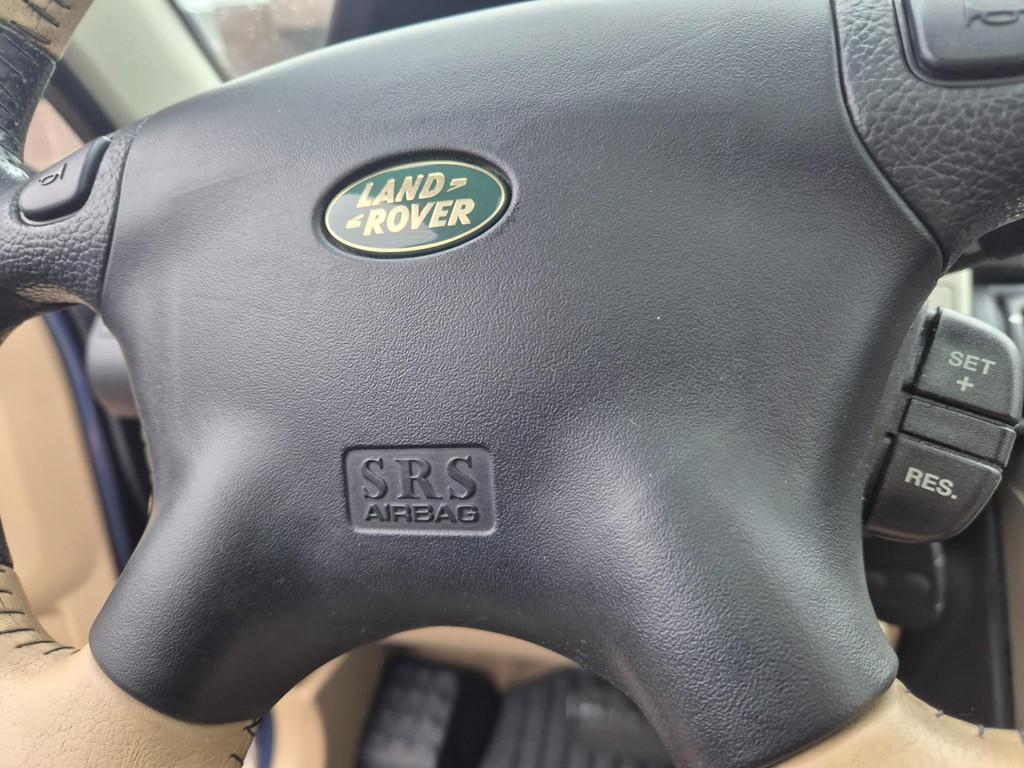 LAND-
-ROVER
SET
+
RES.
SRS
AIRBAG